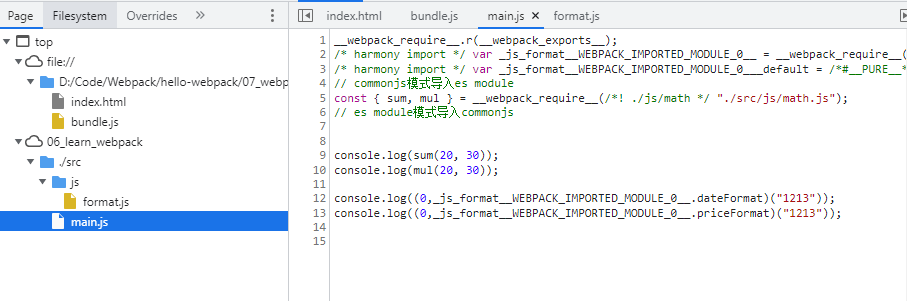 Page Filesystem Overrides »
top
file://
D:/Code/Webpack/hello-webpack/07_webp
index.html
bundle.js
06_learn_webpack
./src
js
format.js
main.js
index.html bundle.js main.js × format.js
1 __webpack_require__.r(__webpack_exports__);
2 /* harmony import */ var _js_format__WEBPACK_IMPORTED_MODULE_0__ = __webpack_require__(
3 /* harmony import */ var _js_format__WEBPACK_IMPORTED_MODULE_0___default = /*#__PURE__*
4 // commonjs模式导入es module
5 const { sum, mul } = __webpack_require__(/*! ./js/math */ "./src/js/math.js");
6 // es module模式导入commonjs
7
8
9 console.log(sum(20, 30));
10 console.log(mul(20, 30));
11
12 console.log((0,_js_format__WEBPACK_IMPORTED_MODULE_0__.dateFormat)("1213"));
13 console.log((0,_js_format__WEBPACK_IMPORTED_MODULE_0__.priceFormat)("1213"));
14
15